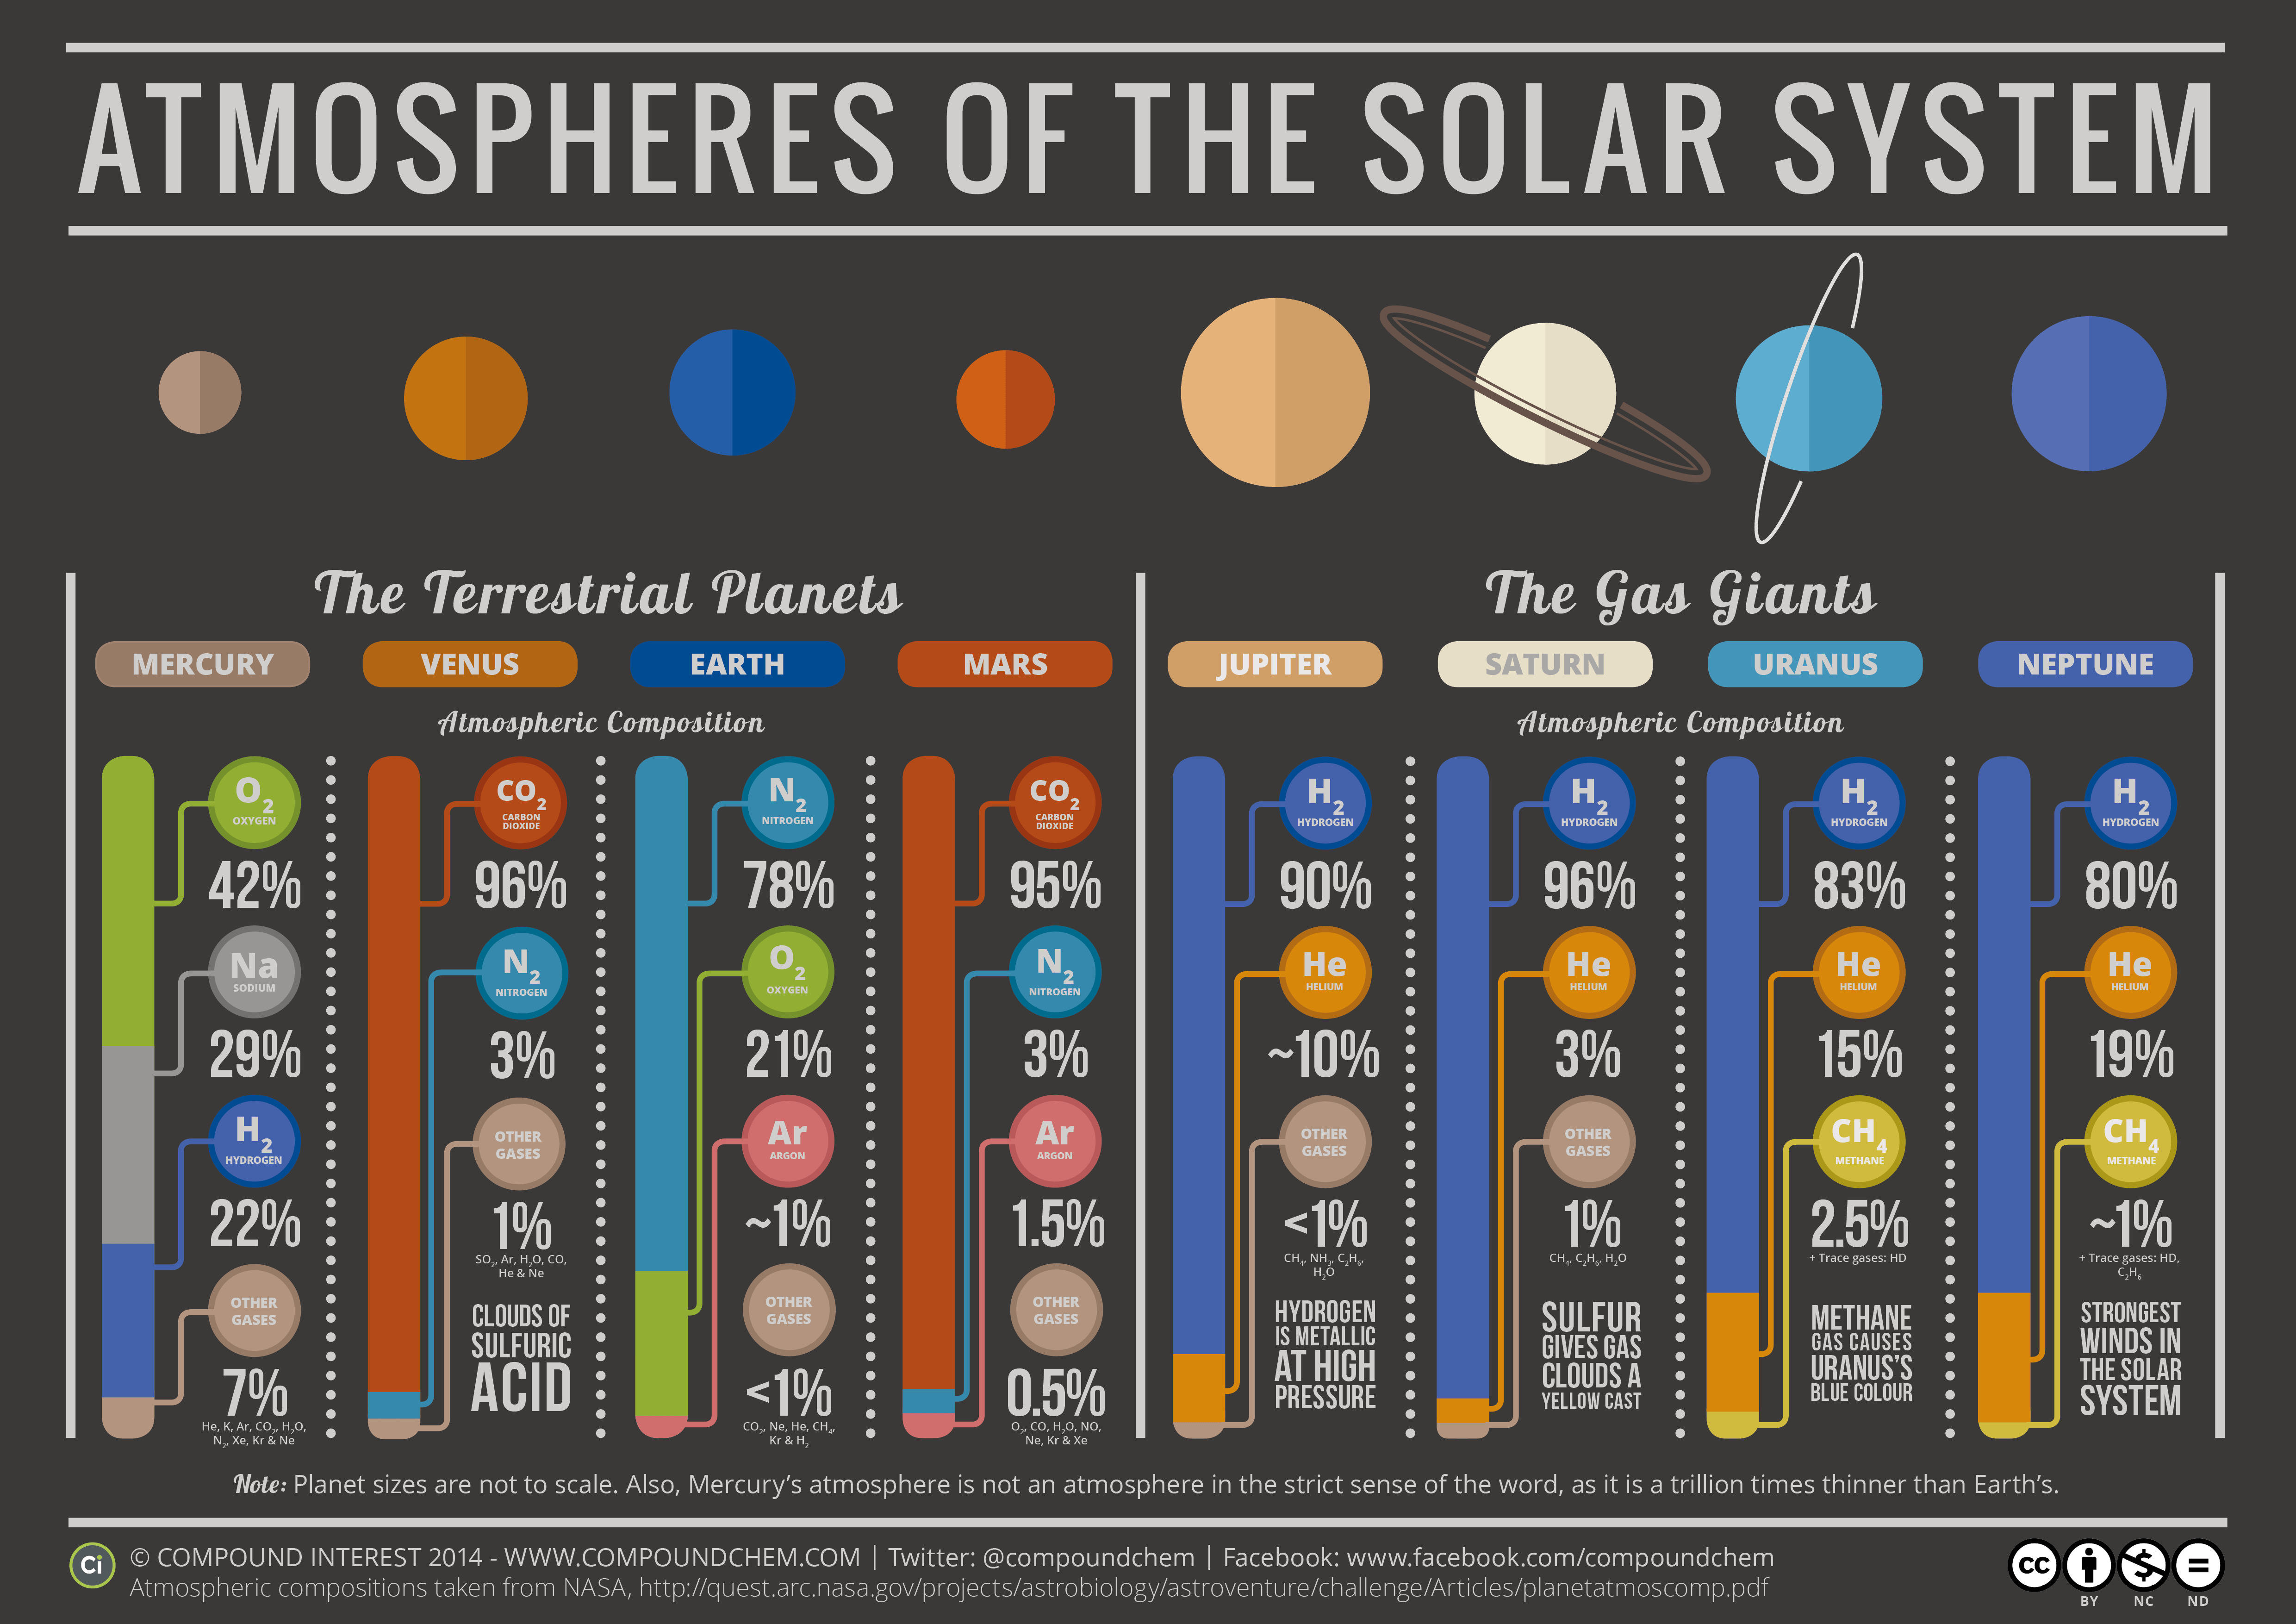 ATMOSPHERES OF THE SOLAR SYSTEM
The Terrestrial Planets
MERCURY
VENUS
EARTH
MARS
Atmospheric Composition
O2
OXYGEN
42%
Na
SODIUM
29%
H2
HYDROGEN
22%
OTHER
GASES
7%
He, K, Ar, CO2, H2O,
N2, Xe, Kr & Ne
CO2
CARBON
DIOXIDE
96%
N2
NITROGEN
3%
OTHER
GASES
1%
SO2, Ar, H2O, CO,
He & Ne
CLOUDS OF
SULFURIC
ACID
N2
NITROGEN
78%
O2
OXYGEN
21%
Ar
ARGON
~1%
OTHER
GASES
<1%
CO2, Ne, He, CH4,
Kr & H2
CO2
CARBON
DIOXIDE
95%
N2
NITROGEN
3%
Ar
ARGON
1.5%
OTHER
GASES
0.5%
O2, CO, H2O, NO,
Ne, Kr & Xe
The Gas Giants
JUPITER
SATURN
URANUS
NEPTUNE
Atmospheric Composition
H2
HYDROGEN
90%
He
HELIUM
~10%
OTHER
GASES
<1%
CH4, NH3, C2H6,
H2O
HYDROGEN
IS METALLIC
AT HIGH
PRESSURE
H2
HYDROGEN
96%
He
HELIUM
3%
OTHER
GASES
1%
CH4, C2H6, H2O
SULFUR
GIVES GAS
CLOUDS A
YELLOW CAST
H2
HYDROGEN
83%
He
HELIUM
15%
CH4
METHANE
2.5%
+ Trace gases: HD
METHANE
GAS CAUSES
URANUS'S
BLUE COLOUR
H2
HYDROGEN
80%
He
HELIUM
19%
CH4
METHANE
~1%
+ Trace gases: HD,
C2H6
STRONGEST
WINDS IN
THE SOLAR
SYSTEM
Note: Planet sizes are not to scale. Also, Mercury's atmosphere is not an atmosphere in the strict sense of the word, as it is a trillion times thinner than Earth's.
Ci
© COMPOUND INTEREST 2014 - WWW.COMPOUNDCHEM.COM | Twitter: @compoundchem | Facebook: www.facebook.com/compoundchem
Atmospheric compositions taken from NASA, http://quest.arc.nasa.gov/projects/astrobiology/astroventure/challenge/Articles/planetatmoscomp.pdf
CC
BY NC ND